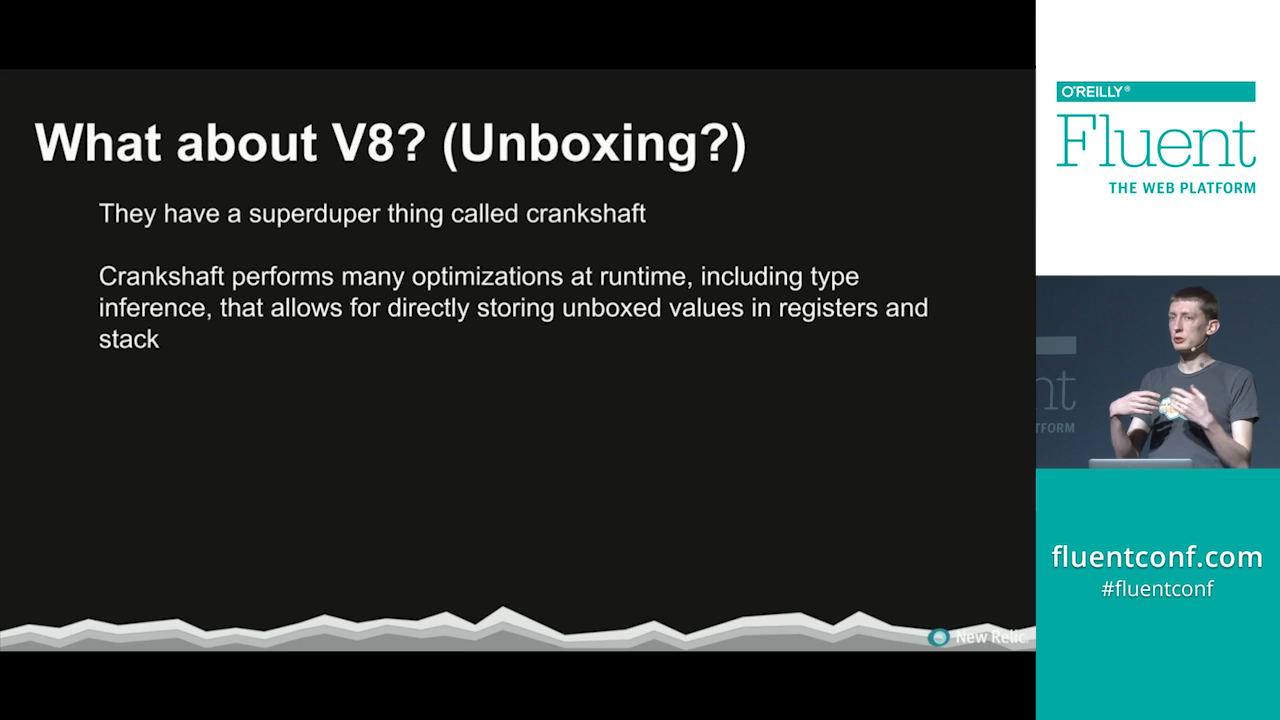 What about V8? (Unboxing?)
They have a superduper thing called crankshaft
Crankshaft performs many optimizations at runtime, including type
inference, that allows for directly storing unboxed values in registers and
stack
New Relic
O'REILLY®
Fluent
THE WEB PLATFORM
nt
TFORM
fluentconf.com
#fluentconf